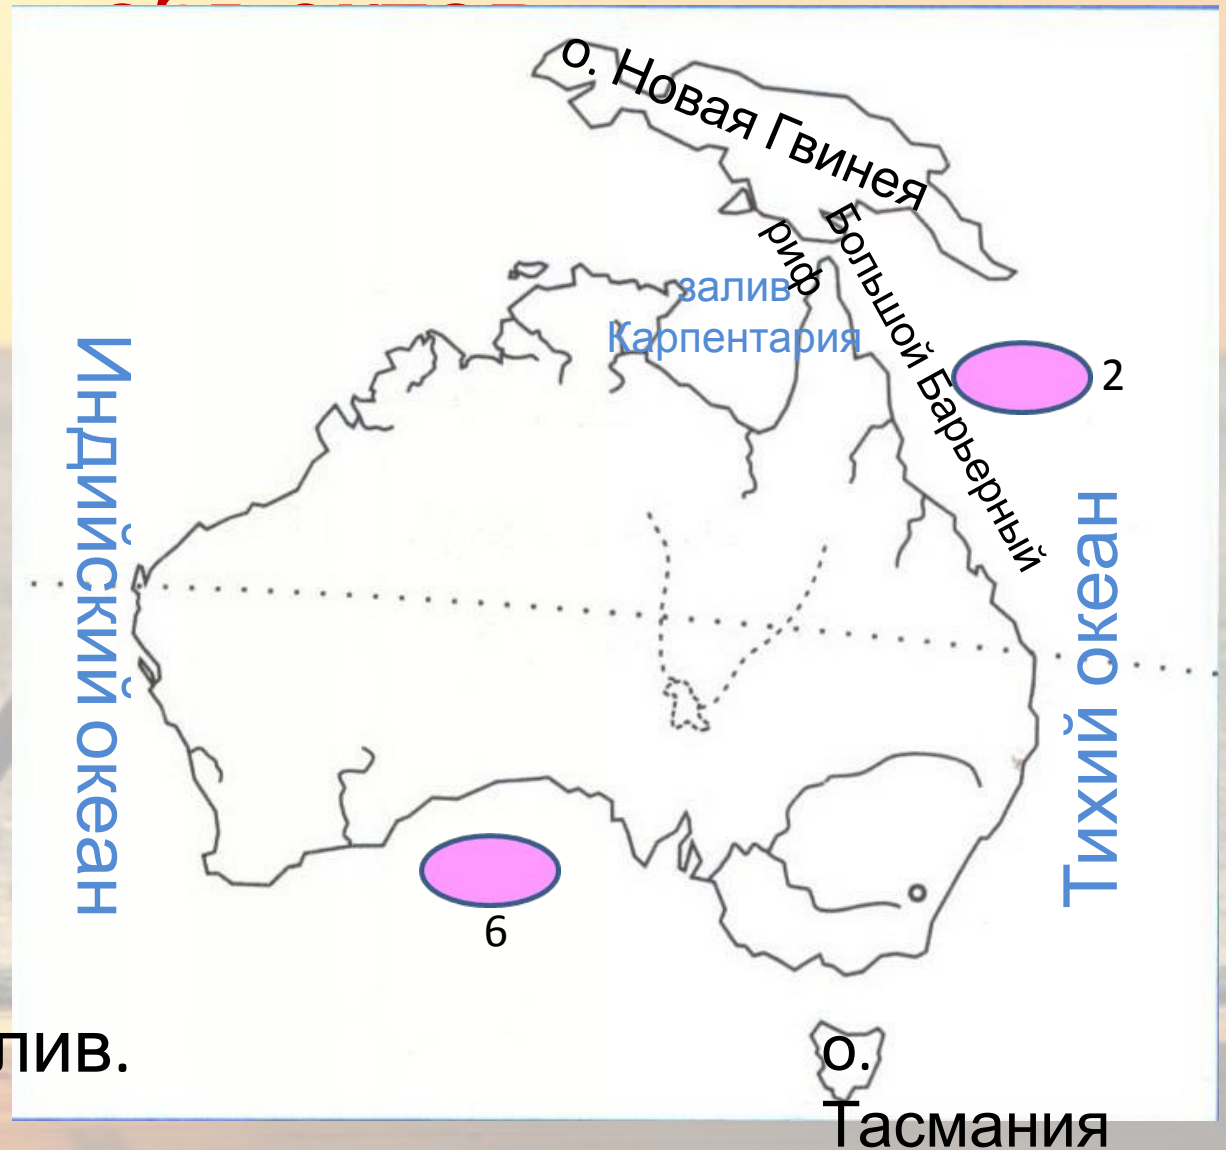 о. Новая Гвинея
Большой Барьерный
риф
залив
Карпентария
2
Индийский океан
Тихий океан
6
лив.
о.
Тасмания